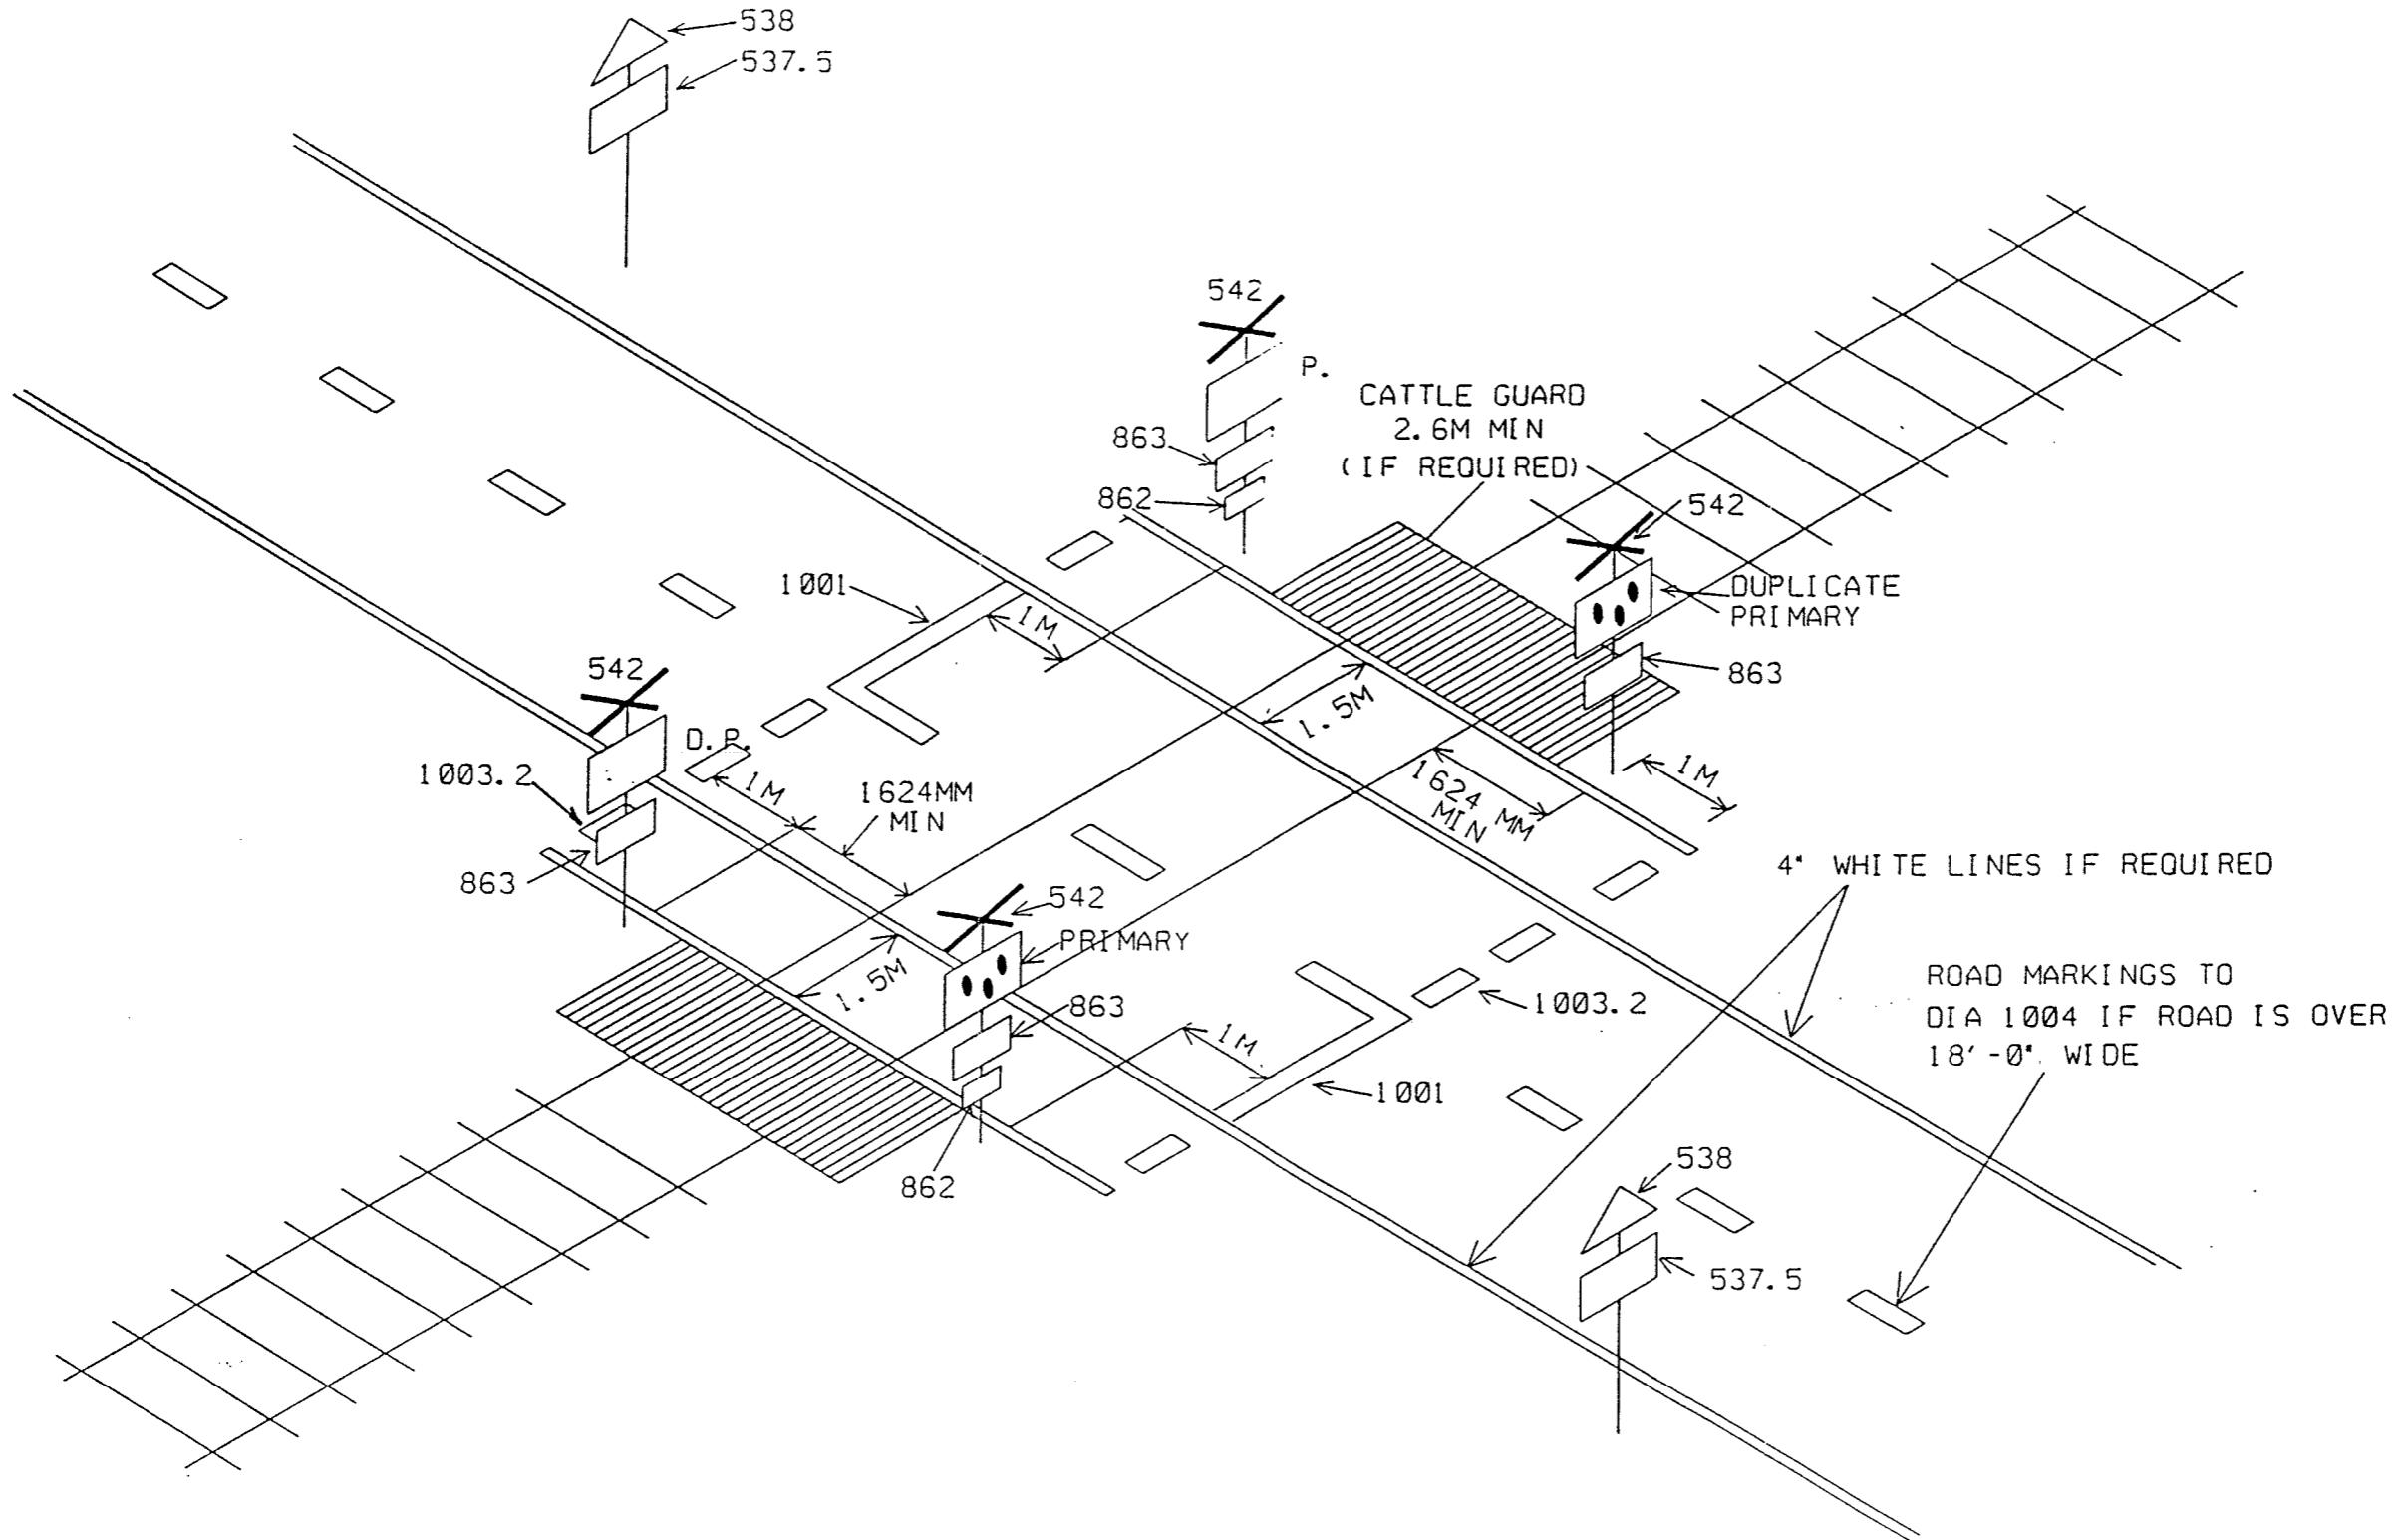 538
537.5
542
P.
CATTLE GUARD
2.6M MIN
(IF REQUIRED)
863
862
542
1001
1M
DUPLICATE
PRIMARY
863
542
D.P.
1.5M
1003.2
1M
1624MM
MIN
1624 MM
MIN
1M
863
4" WHITE LINES IF REQUIRED
542
PRIMARY
1.5M
863
1003.2
ROAD MARKINGS TO
DIA 1004 IF ROAD IS OVER
18'-0" WIDE
1M
1001
862
538
537.5